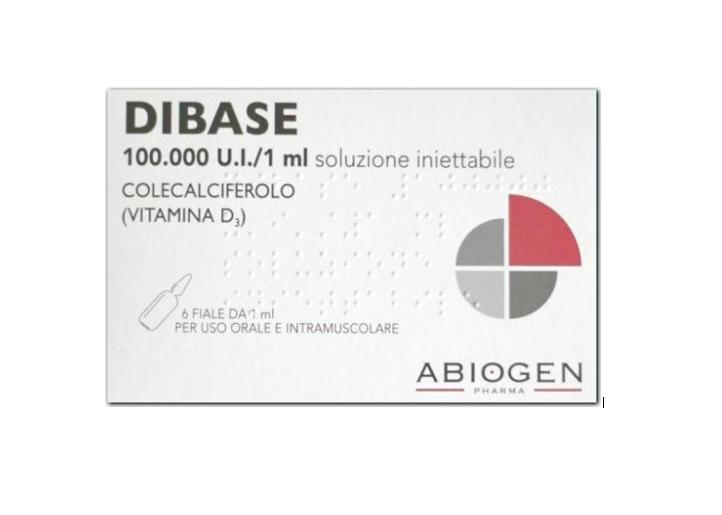 DIBASE
100.000 U.I./1 ml soluzione iniettabile
COLECALCIFEROLO
(VITAMINA D₃)
6 FIALE DA 1 ml
PER USO ORALE E INTRAMUSCOLARE
ABIOGEN
PHARMA